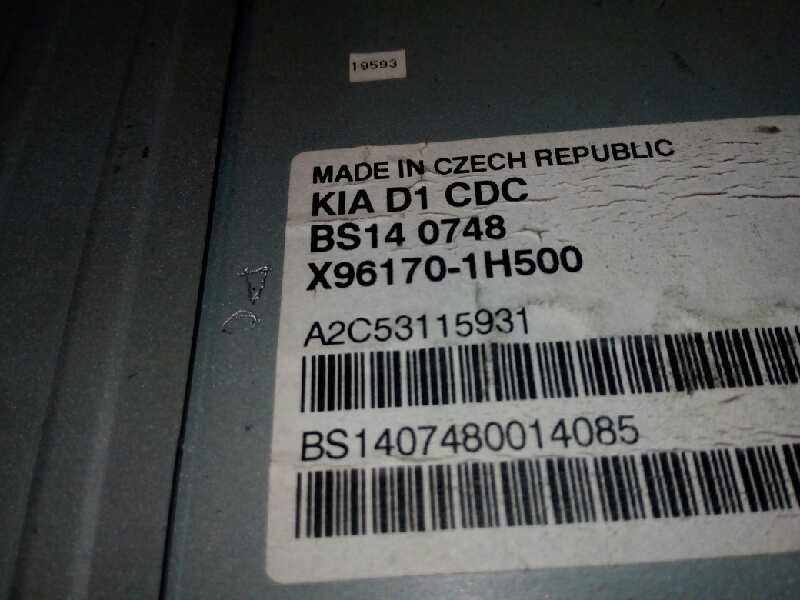 19593
MADE IN CZECH REPUBLIC
KIA D1 CDC
BS14 0748
X96170-1H500
A2C53115931
BS1407480014085